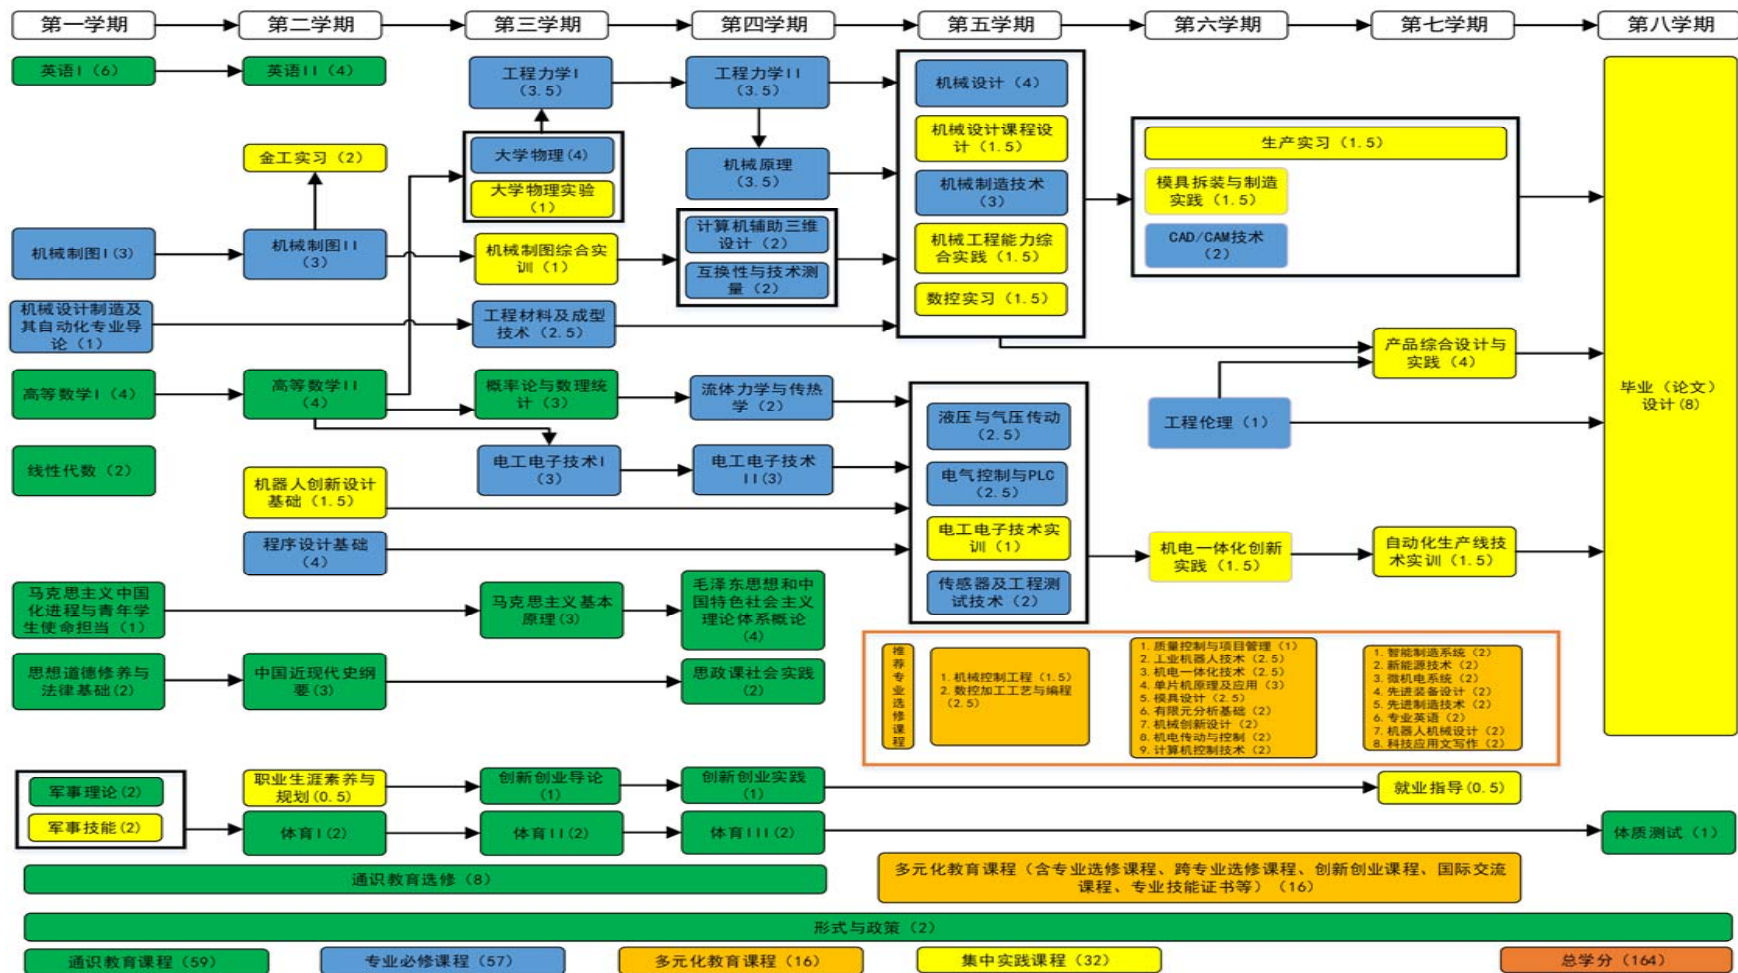 第一学期
第二学期
第三学期
第四学期
第五学期
第六学期
第七学期
第八学期
英语I（6）
英语II（4）
工程力学I
（3.5）
工程力学II
（3.5）
机械设计（4）
机械设计课程设
计（1.5）
机械制造技术
（3）
机械工程能力综
合实践（1.5）
数控实习（1.5）
金工实习（2）
大学物理(4)
大学物理实验
（1）
机械原理
（3.5）
生产实习（1.5）
模具拆装与制造
实践（1.5）
CAD/CAM技术
（2）
机械制图I(3)
机械制图II
（3）
机械制图综合实
训（1）
计算机辅助三维
设计（2）
互换性与技术测
量（2）
机械设计制造及
其自动化专业导
论（1）
工程材料及成型
技术（2.5）
产品综合设计与
实践（4）
毕业（论文）
设计(8)
高等数学I（4）
高等数学II
（4）
概率论与数理统
计（3）
流体力学与传热
学（2）
液压与气压传动
（2.5）
电气控制与PLC
（2.5）
电工电子技术实
训（1）
传感器及工程测
试技术（2）
工程伦理（1）
线性代数（2）
机器人创新设计
基础（1.5）
电工电子技术I
（3）
电工电子技术
II(3)
程序设计基础
（4）
机电一体化创新
实践（1.5）
自动化生产线技
术实训（1.5）
马克思主义中国
化进程与青年学
生使命担当（1）
马克思主义基本
原理（3）
毛泽东思想和中
国特色社会主义
理论体系概论
（4）
思想道德修养与
法律基础（2）
中国近现代史纲
要（3）
思政课社会实践
（2）
推荐专业选修课程
1. 机械控制工程（1.5）
2. 数控加工工艺与编程
（2.5）
1. 质量控制与项目管理（1）
2. 工业机器人技术（2.5）
3. 机电一体化技术（2.5）
4. 单片机原理及应用（3）
5. 模具设计（2.5）
6. 有限元分析基础（2）
7. 机械创新设计（2）
8. 机电传动与控制（2）
9. 计算机控制技术（2）
1. 智能制造系统（2）
2. 新能源技术（2）
3. 微机电系统（2）
4. 先进装备设计（2）
5. 先进制造技术（2）
6. 专业英语（2）
7. 机器人机械设计（2）
8. 科技应用文写作（2）
军事理论（2）
军事技能(2)
职业生涯素养与
规划(0.5)
创新创业导论
（1）
创新创业实践
（1）
就业指导(0.5)
体育I(2)
体育II(2)
体育III(2)
体质测试（1）
通识教育选修（8）
多元化教育课程（含专业选修课程、跨专业选修课程、创新创业课程、国际交流
课程、专业技能证书等）（16）
形式与政策（2）
通识教育课程（59）
专业必修课程（57）
多元化教育课程（16）
集中实践课程（32）
总学分（164）